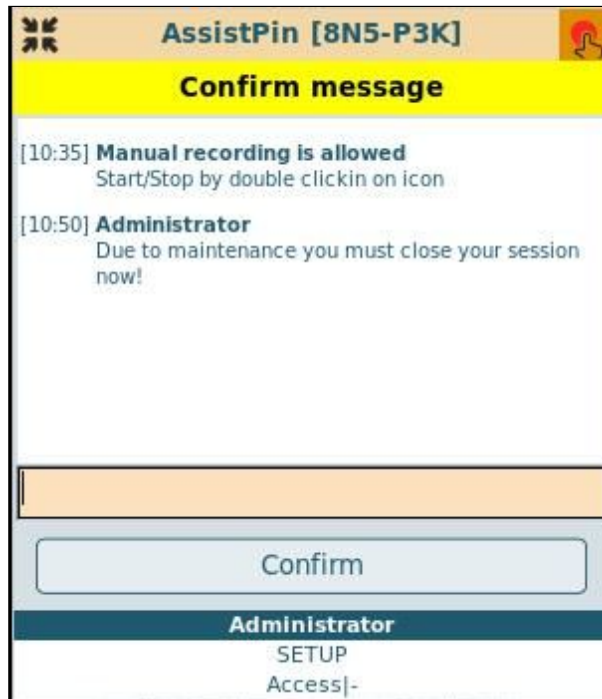 AssistPin [8N5-P3K]
Confirm message
[10:35] Manual recording is allowed
Start/Stop by double clickin on icon
[10:50] Administrator
Due to maintenance you must close your session
now!
Confirm
Administrator
SETUP
Access|-